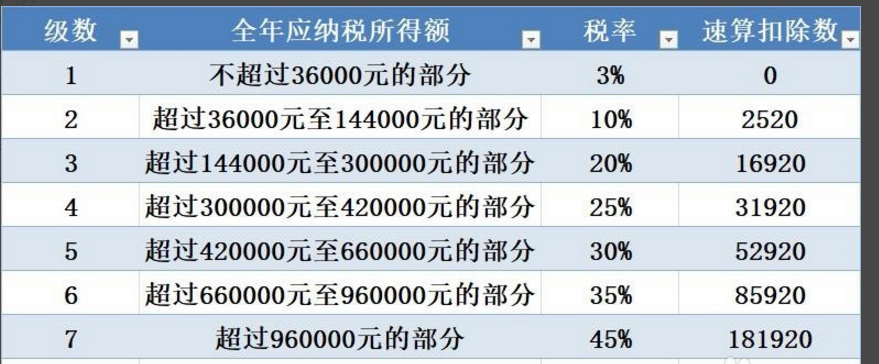 级数 全年应纳税所得额 税率 速算扣除数
1 不超过36000元的部分 3% 0
2 超过36000元至144000元的部分 10% 2520
3 超过144000元至300000元的部分 20% 16920
4 超过300000元至420000元的部分 25% 31920
5 超过420000元至660000元的部分 30% 52920
6 超过660000元至960000元的部分 35% 85920
7 超过960000元的部分 45% 181920